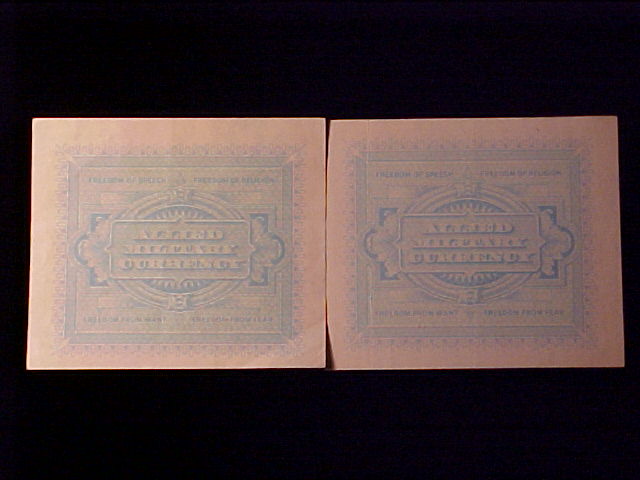 FREEDOM OF SPEECH FREEDOM OF RELIGION
ALLIED
MILITARY
CURRENCY
FREEDOM FROM WANT FREEDOM FROM FEAR
FREEDOM OF SPEECH FREEDOM OF RELIGION
ALLIED
MILITARY
CURRENCY
FREEDOM FROM WANT FREEDOM FROM FEAR